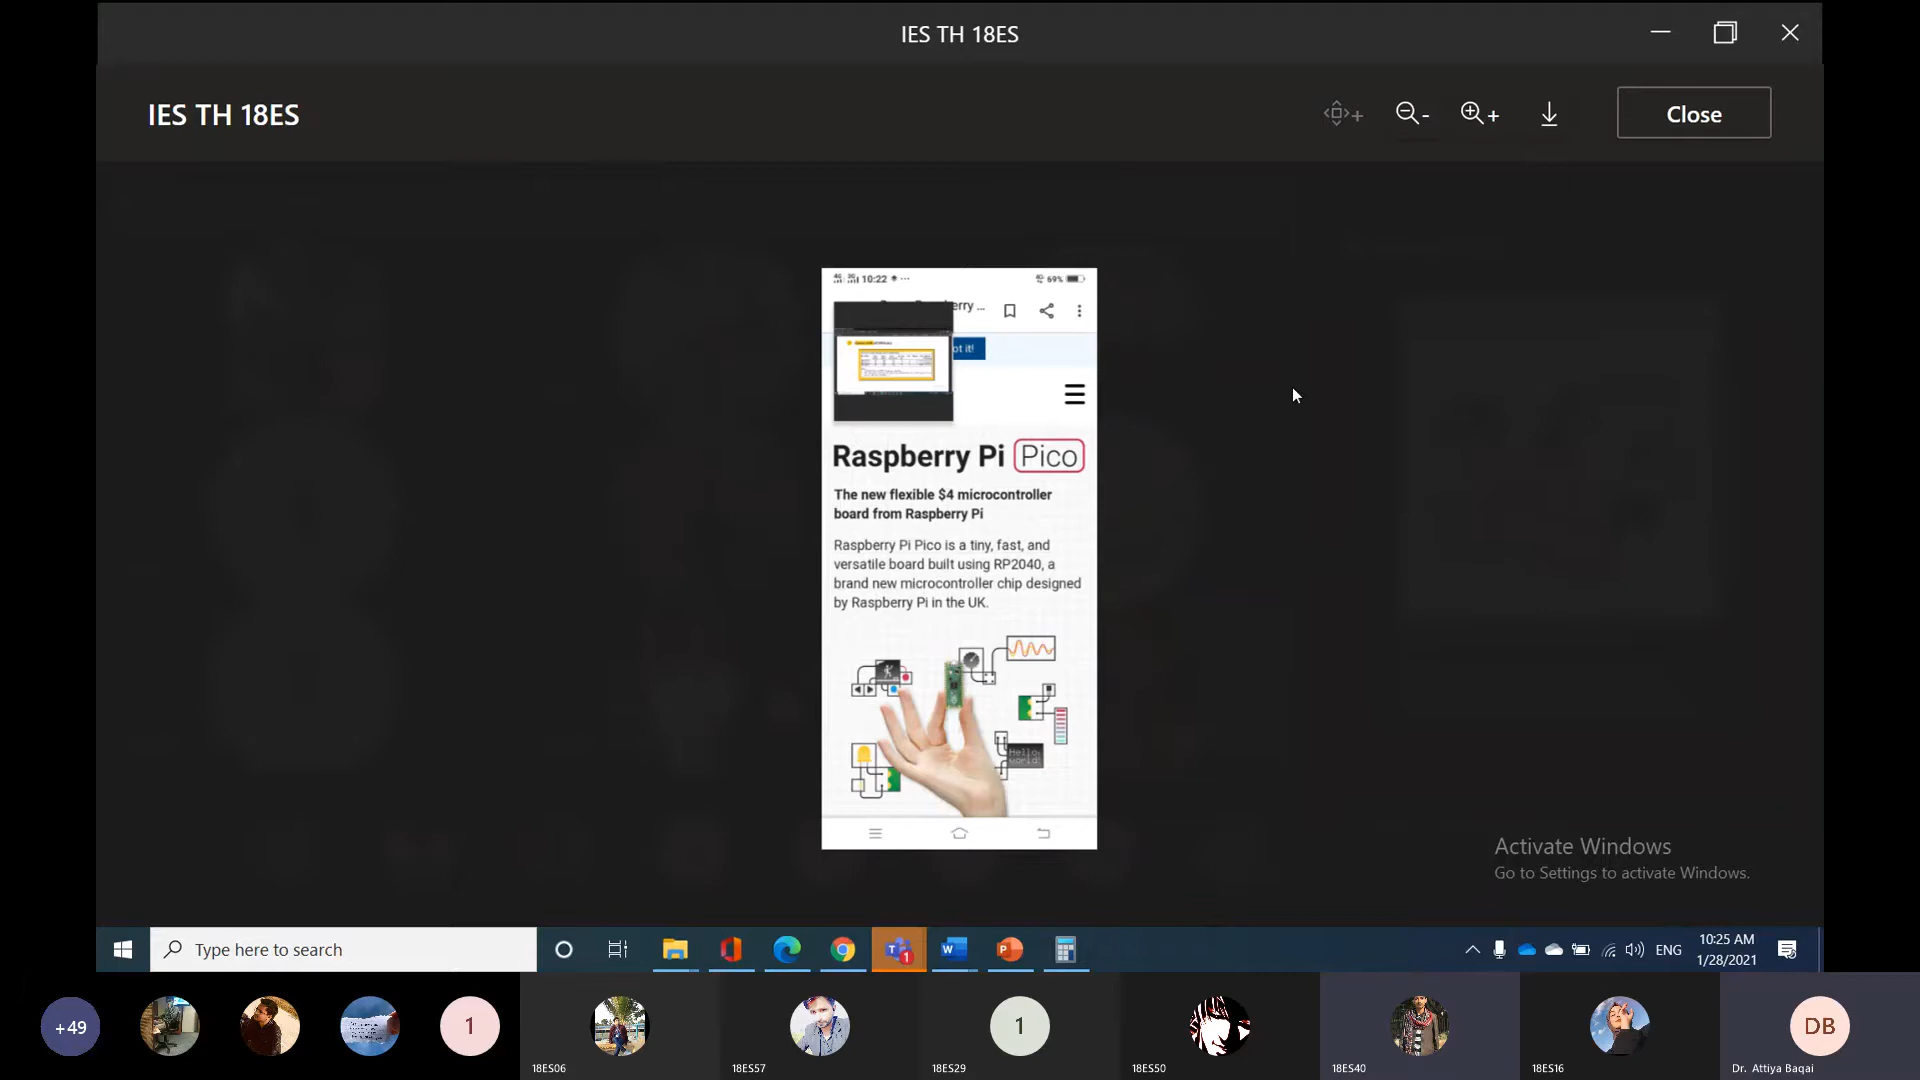 IES TH 18ES
IES TH 18ES
Close
10:22
69%
erry ...
ot it!
Raspberry Pi Pico
The new flexible $4 microcontroller
board from Raspberry Pi
Raspberry Pi Pico is a tiny, fast, and
versatile board built using RP2040, a
brand new microcontroller chip designed
by Raspberry Pi in the UK.
Hello
world!
Activate Windows
Go to Settings to activate Windows.
Type here to search
ENG
10:25 AM
1/28/2021
+49
1
1
DB
18ES06
18ES57
18ES29
18ES50
18ES40
18ES16
Dr. Attiya Baqai